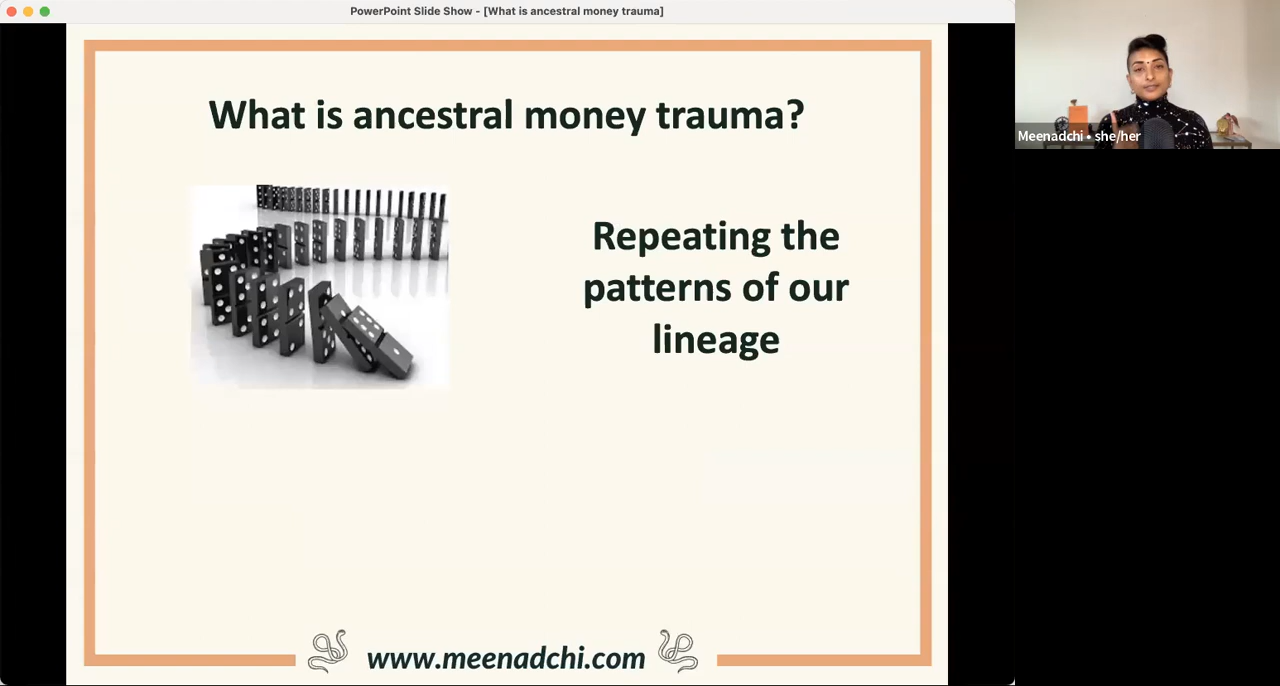 PowerPoint Slide Show - [What is ancestral money trauma]
What is ancestral money trauma?
Repeating the
patterns of our
lineage
www.meenadchi.com
Meenadchi • she/her